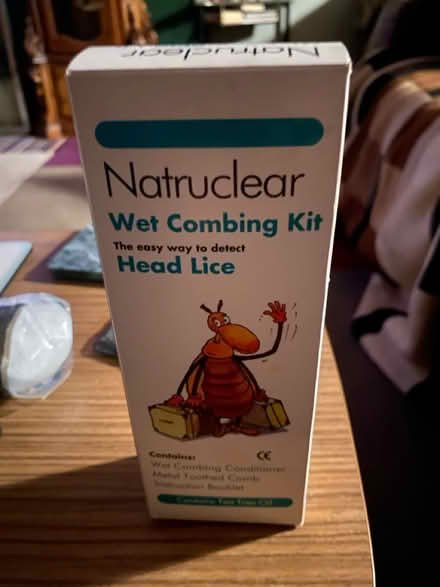 Natruclear
Natruclear
Wet Combing Kit
The easy way to detect
Head Lice
Contains:
CE
Wet Combing Conditioner
Metal Toothed Comb
Instruction Booklet
Contains Tea Tree Oil